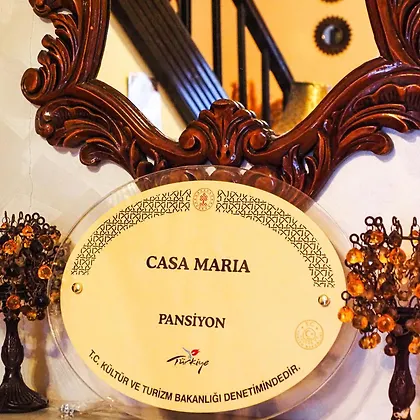 CASA MARIA
PANSİYON
Türkiye
T.C. KÜLTÜR VE TURİZM BAKANLIĞI DENETİMİNDEDİR.